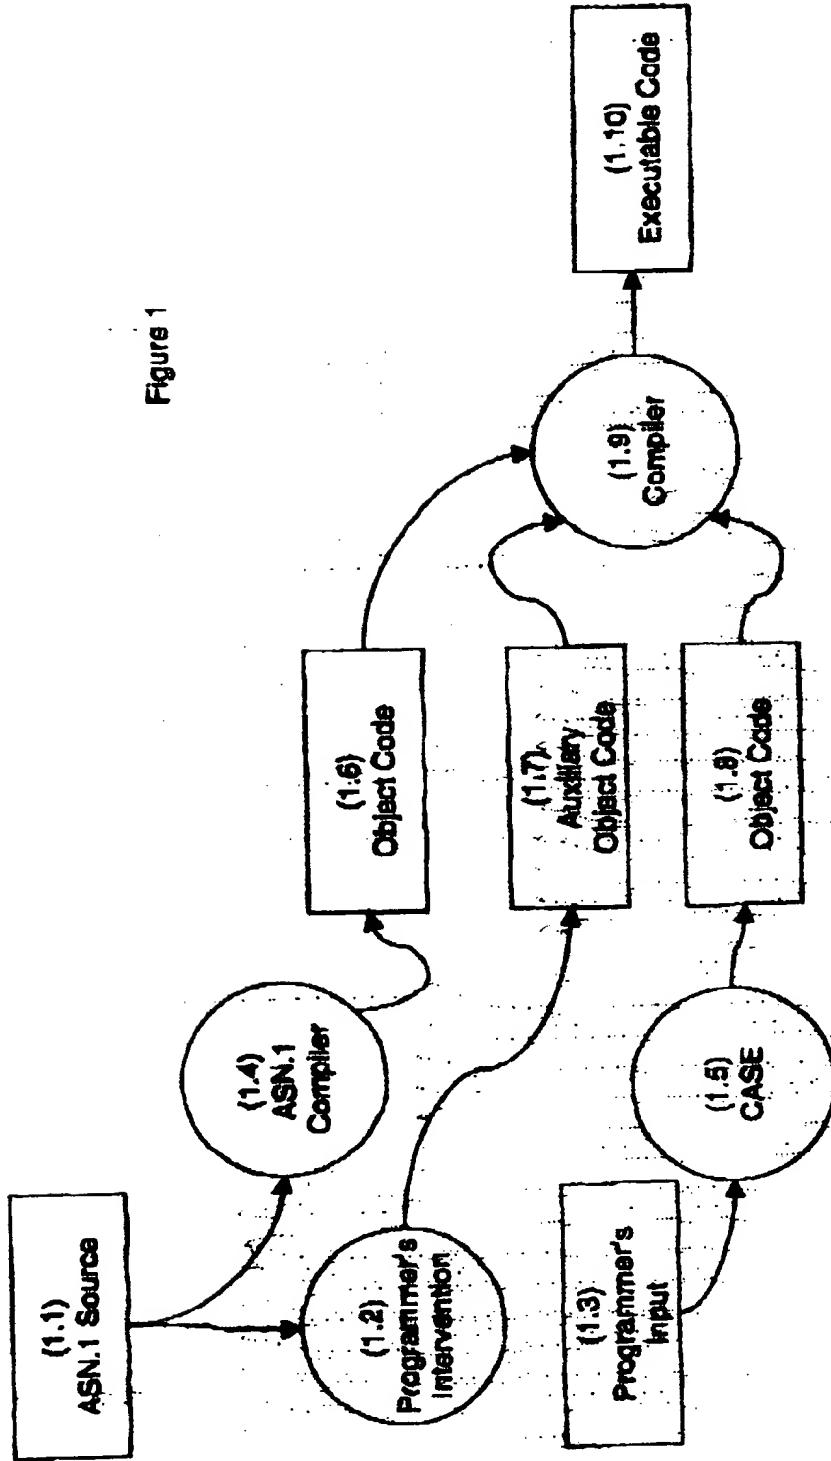 Figure 1
(1.1)
ASN.1 Source
(1.2)
Programmer's
Intervention
(1.3)
Programmer's
Input
(1.4)
ASN.1
Compiler
(1.5)
CASE
(1.6)
Object Code
(1.7)
Auxiliary
Object Code
(1.8)
Object Code
(1.9)
Compiler
(1.10)
Executable Code